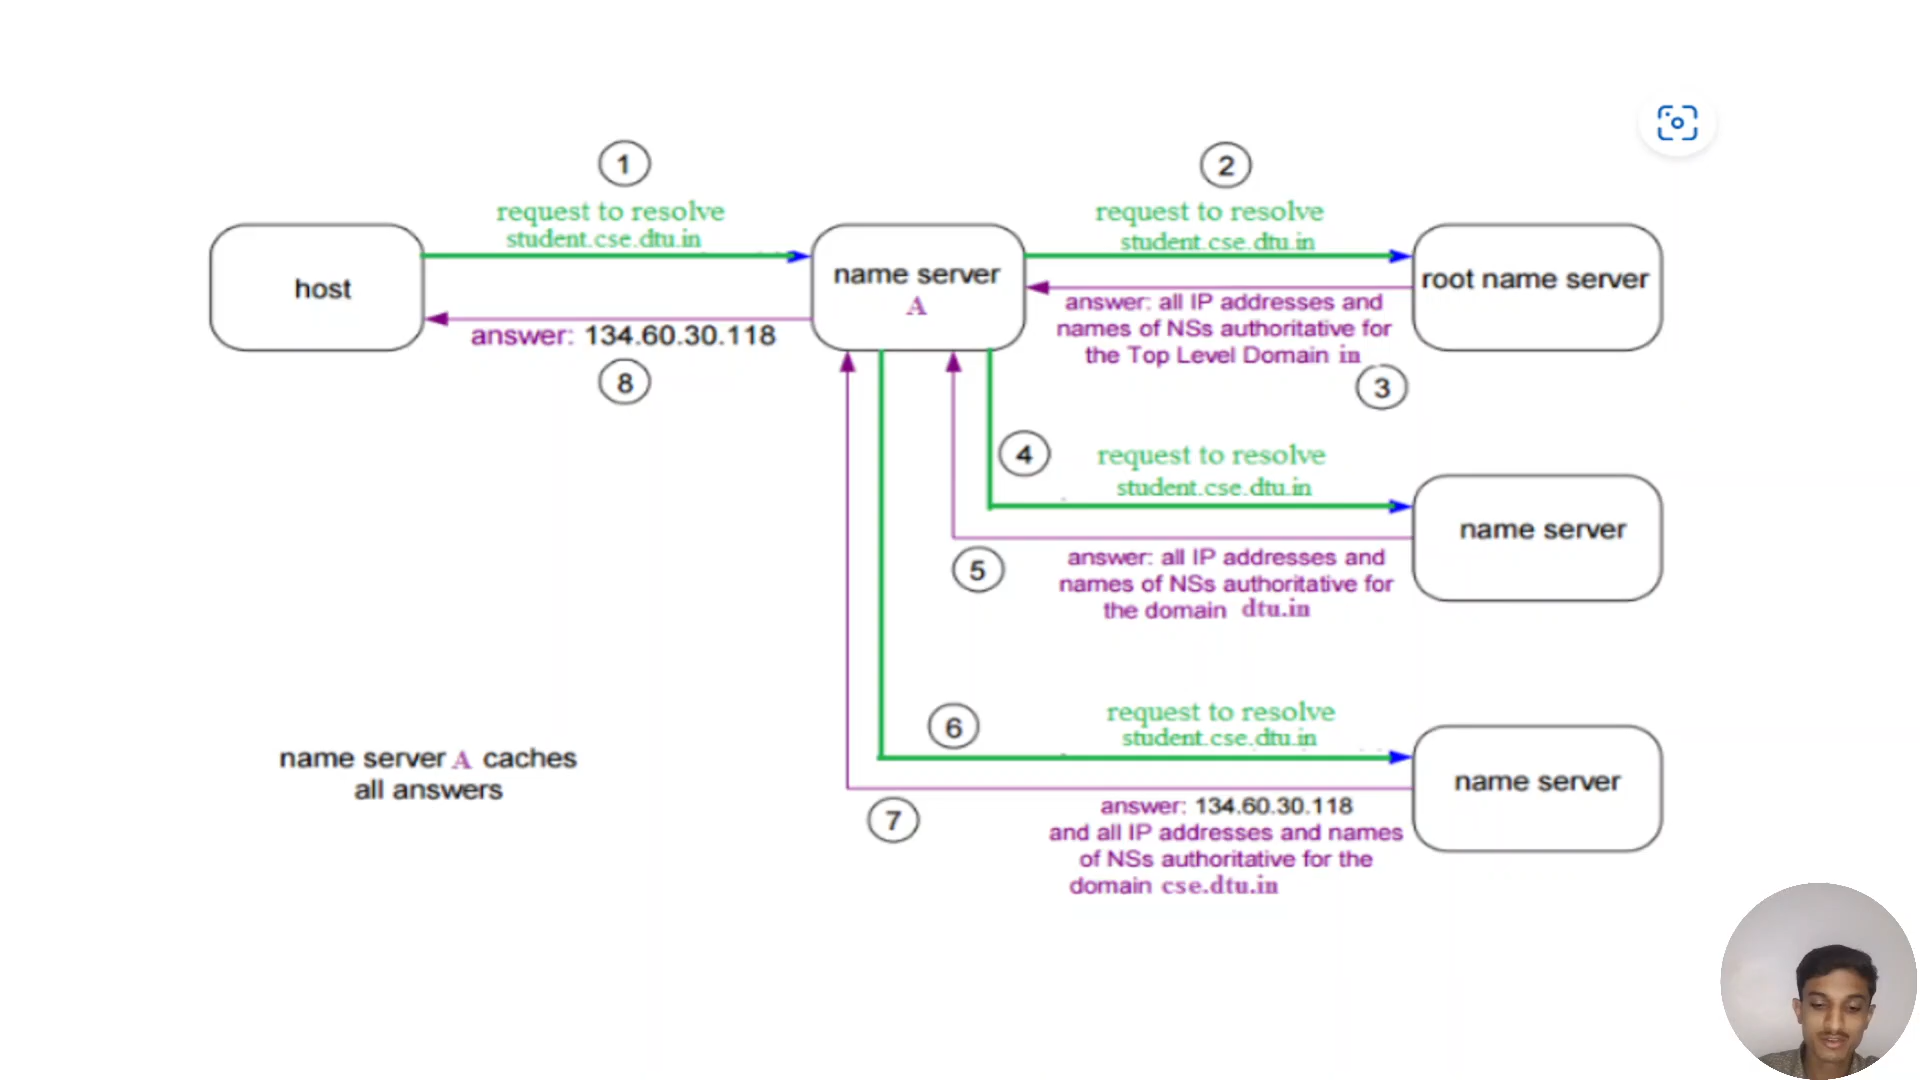 1
request to resolve
student.cse.dtu.in
host
answer: 134.60.30.118
8
name server
A
2
request to resolve
student.cse.dtu.in
root name server
answer: all IP addresses and
names of NSs authoritative for
the Top Level Domain in
3
4
request to resolve
student.cse.dtu.in
name server
5
answer: all IP addresses and
names of NSs authoritative for
the domain dtu.in
6
request to resolve
student.cse.dtu.in
name server
7
answer: 134.60.30.118
and all IP addresses and names
of NSs authoritative for the
domain cse.dtu.in
name server A caches
all answers